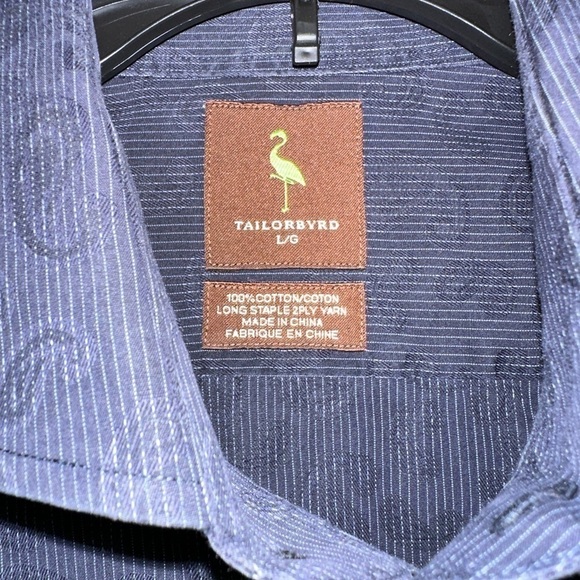 TAILORBYRD
L/G
100% COTTON/COTON
LONG STAPLE 2PLY YARN
MADE IN CHINA
FABRIQUE EN CHINE